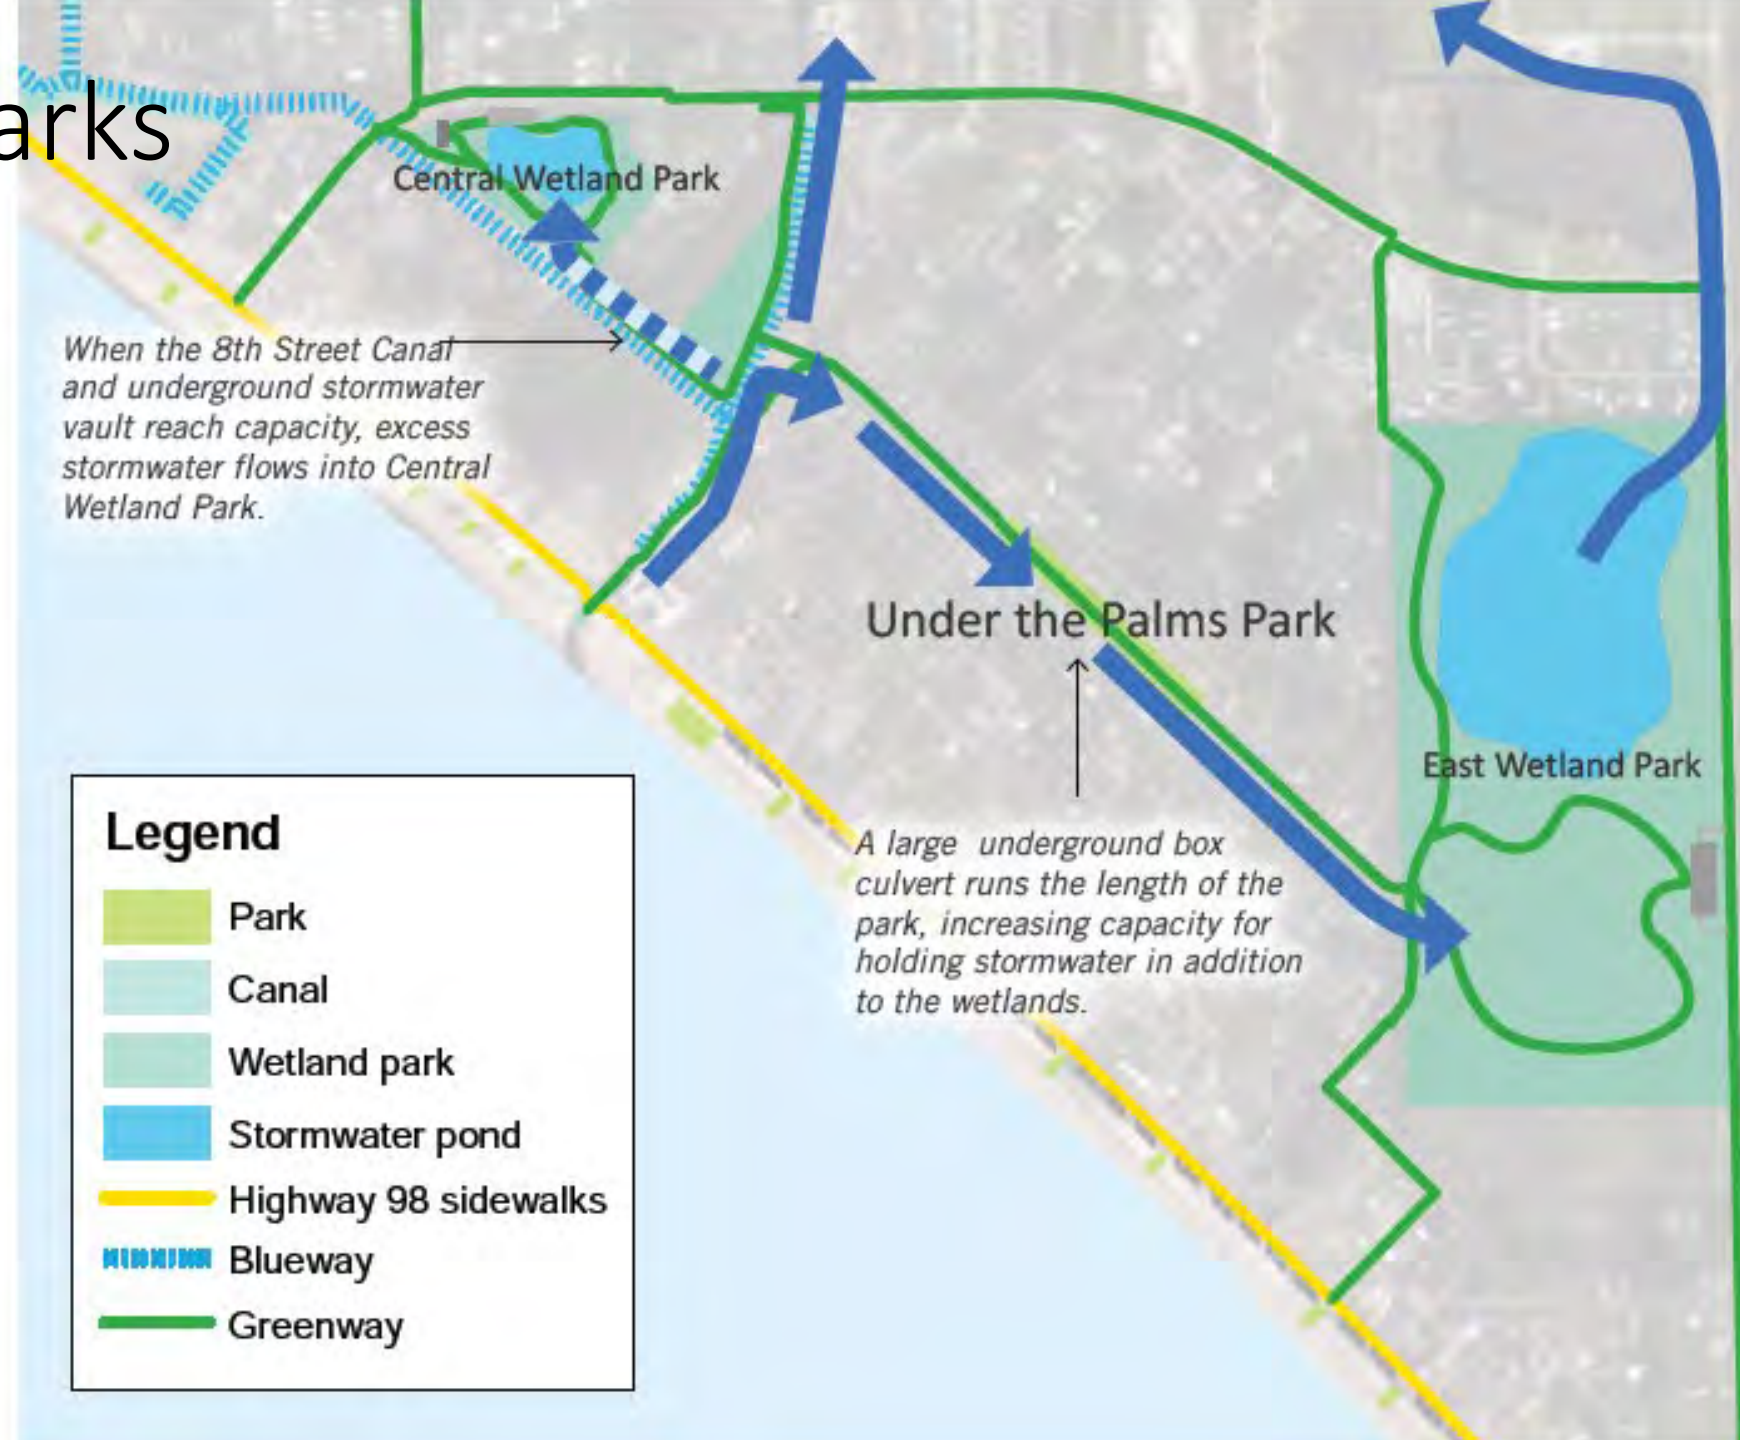 arks
Central Wetland Park
When the 8th Street Canal
and underground stormwater
vault reach capacity, excess
stormwater flows into Central
Wetland Park.
Under the Palms Park
East Wetland Park
A large underground box
culvert runs the length of the
park, increasing capacity for
holding stormwater in addition
to the wetlands.
Legend
Park
Canal
Wetland park
Stormwater pond
Highway 98 sidewalks
Blueway
Greenway